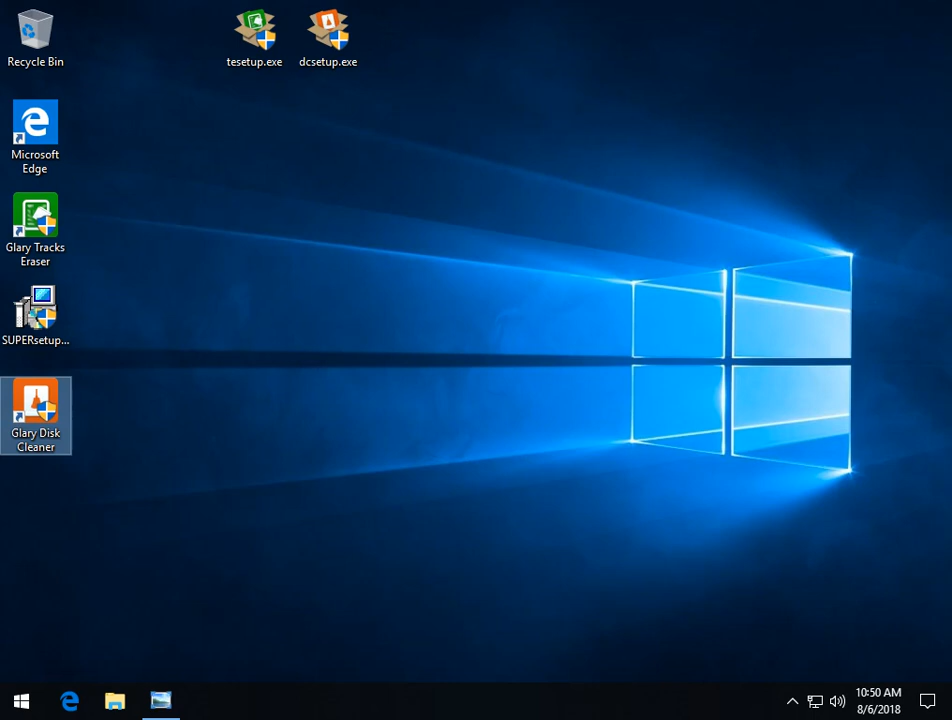 Recycle Bin
tesetup.exe
dcsetup.exe
Microsoft
Edge
Glary Tracks
Eraser
SUPERsetup...
Glary Disk
Cleaner
10:50 AM
8/6/2018